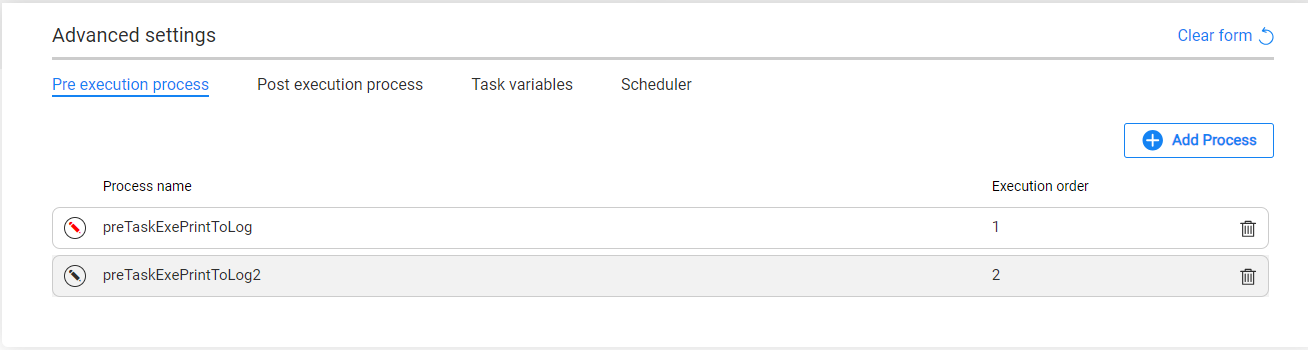 Advanced settings Clear form
Pre execution process Post execution process Task variables Scheduler
Add Process
Process name Execution order
preTaskExePrintToLog 1
preTaskExePrintToLog2 2